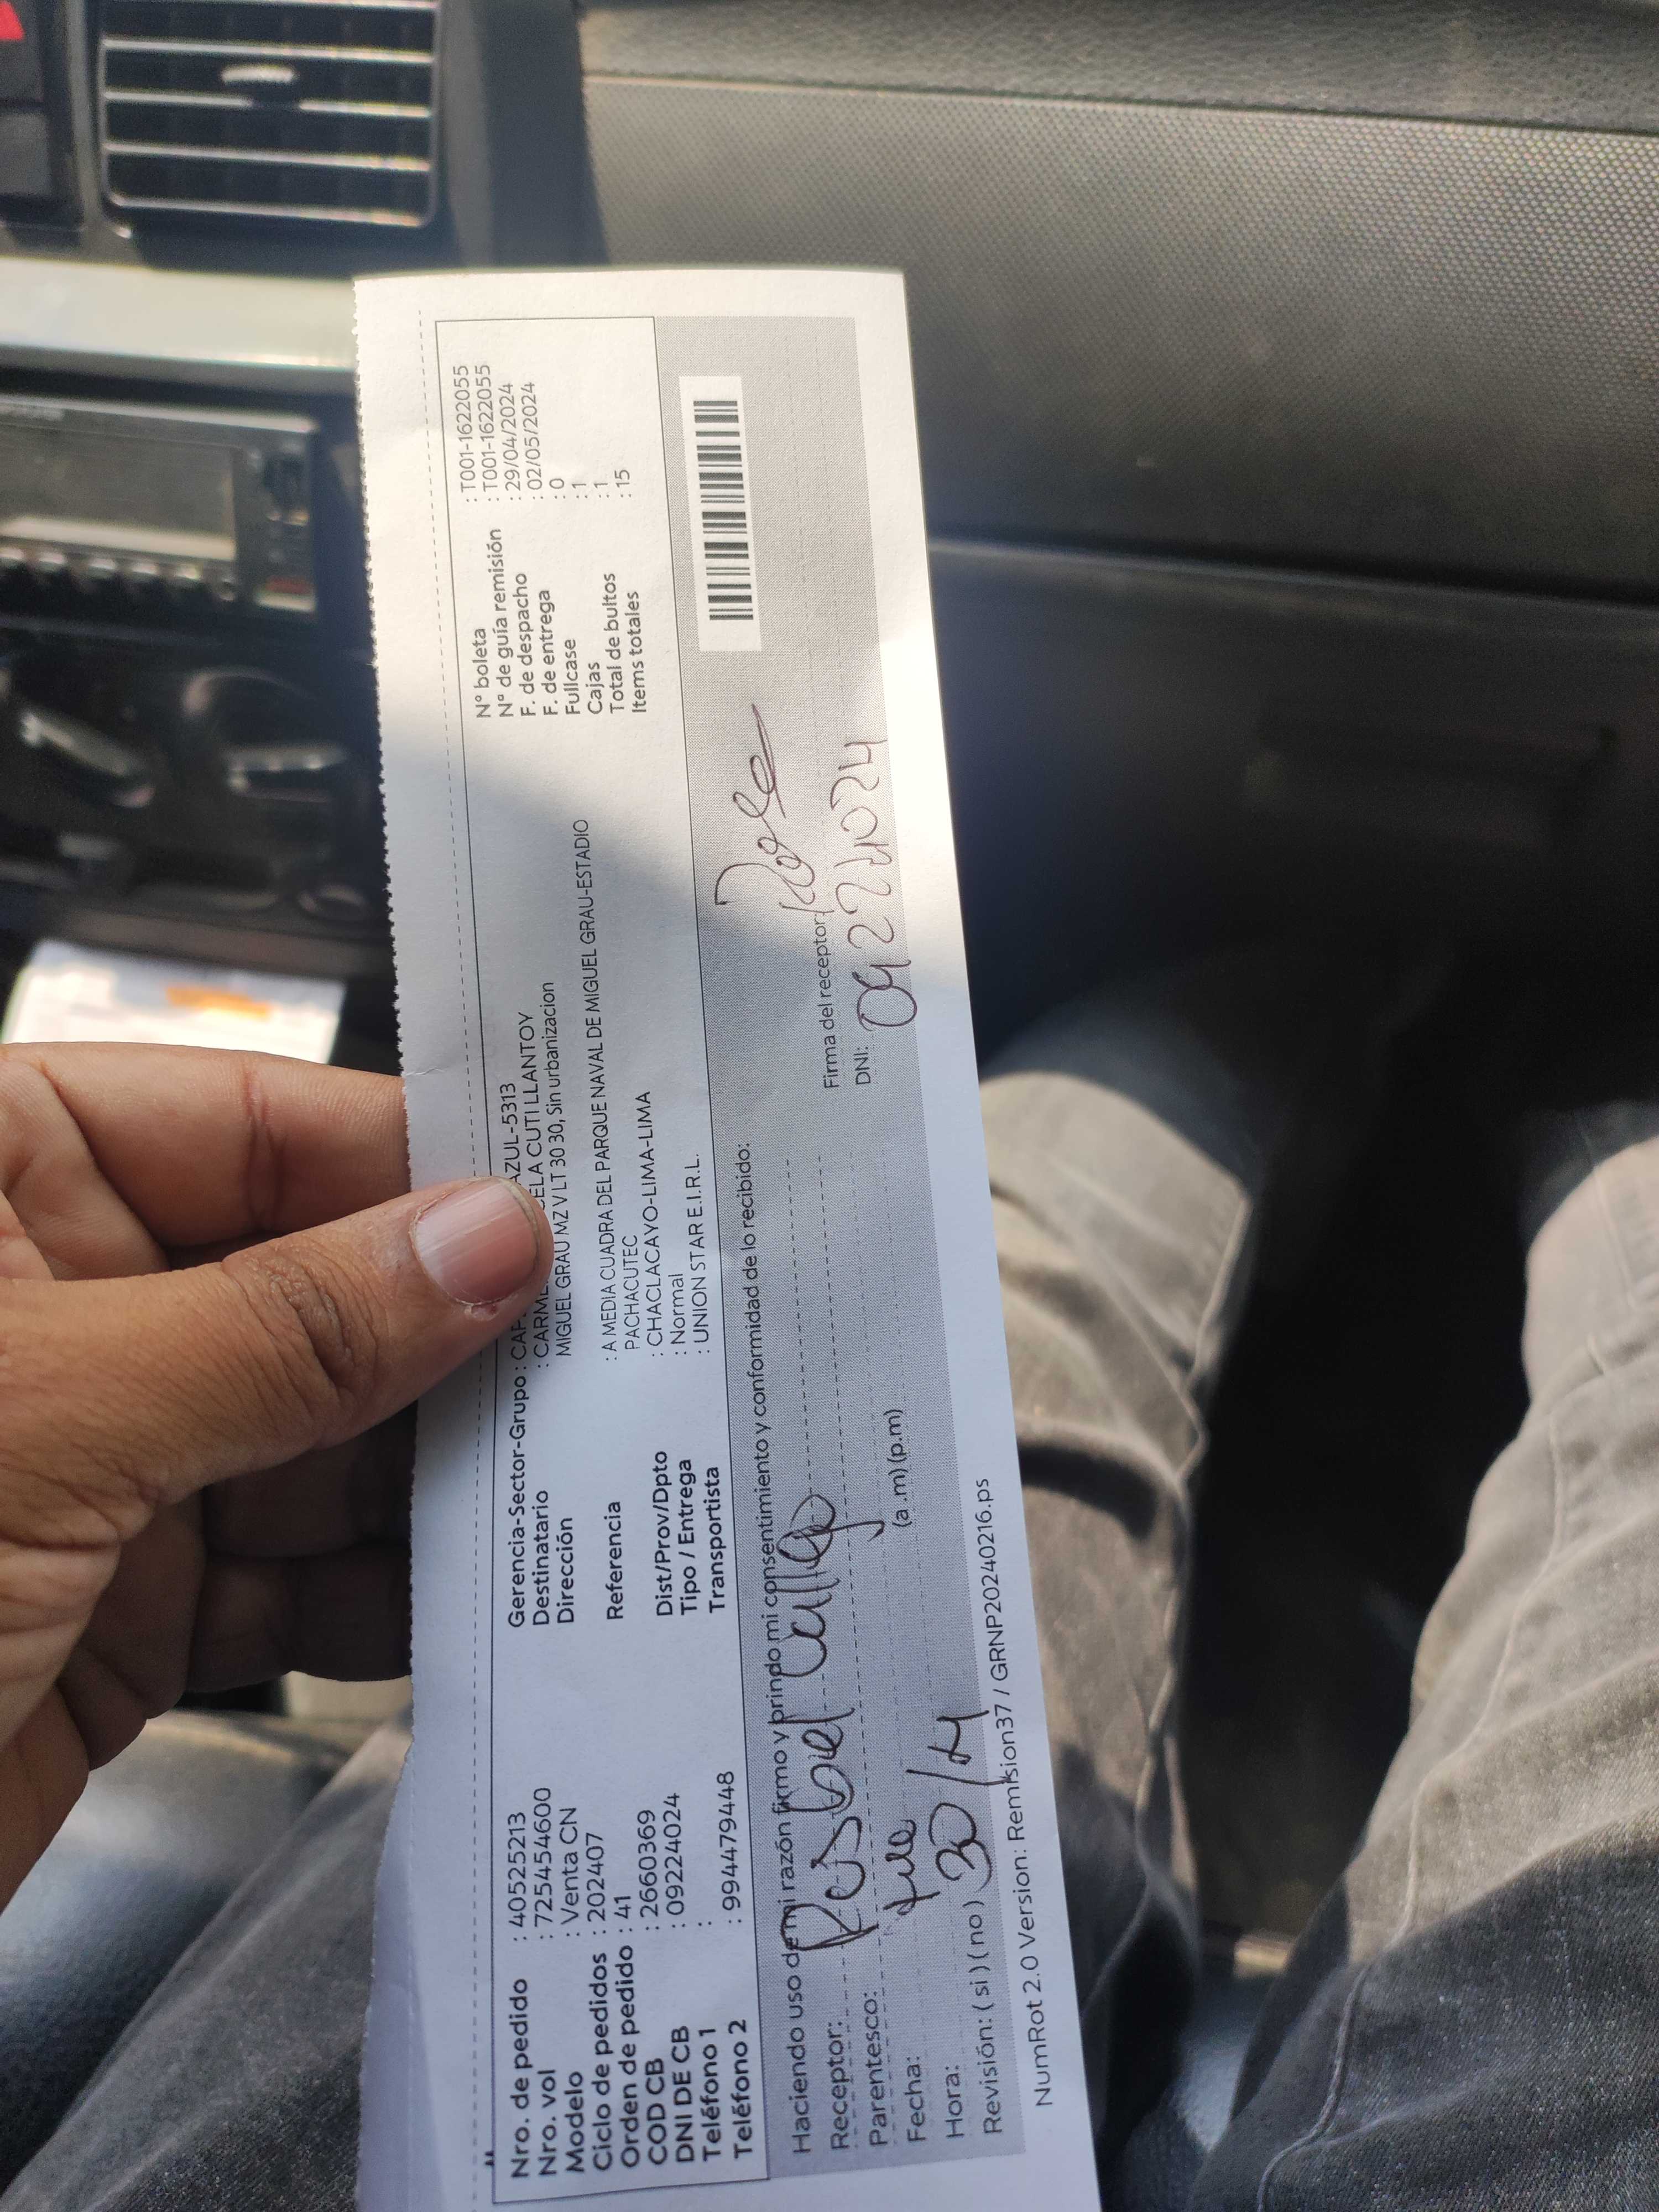 Nro. de pedido : 40525213
Nro. vol : 725454600
Modelo : Venta CN
Ciclo de pedidos : 202407
Orden de pedido : 41
COD CB : 2660369
DNI DE CB : 09224024
Teléfono 1 :
Teléfono 2 : 994479448
Gerencia-Sector-Grupo : AZUL-5313
Destinatario : CUTI LLANTOY
Dirección MIGUEL GRAU MZ V LT 30 30, Sin urbanizacion
Referencia : A MEDIA CUADRA DEL PARQUE NAVAL DE MIGUEL GRAU-ESTADIO
PACHACUTEC
Dist/Prov/Dpto : CHACLACAYO-LIMA-LIMA
Tipo / Entrega : Normal
Transportista : UNION STAR E.I.R.L.
N° boleta : T001-1622055
N° de guía remisión : T001-1622055
F. de despacho : 29/04/2024
F. de entrega : 02/05/2024
Fullcase : 0
Cajas : 1
Total de bultos : 1
Items totales : 15
Haciendo uso de mi razón firmo y brindo mi consentimiento y conformidad de lo recibido:
Receptor:
Parentesco:
Fecha: 30/4
Hora: (a.m) (p.m)
Revisión: ( si ) ( no )
Firma del receptor:
DNI: 09224024
NumRot 2.0 Version: Remision37 / GRNP20240216.ps